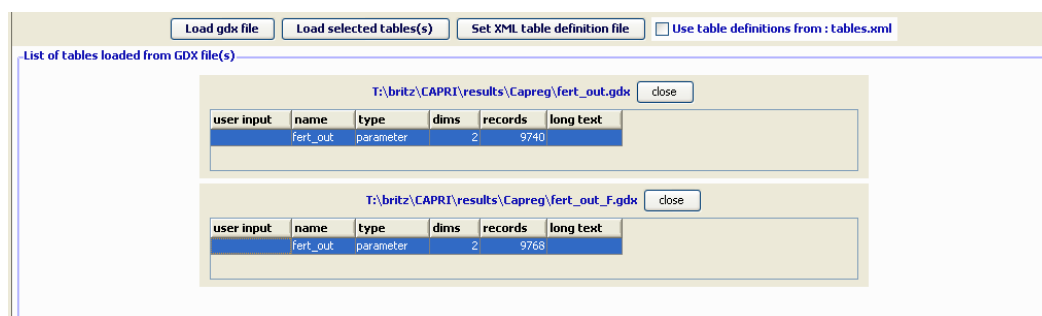 Load gdx file Load selected tables(s) Set XML table definition file Use table definitions from : tables.xml
List of tables loaded from GDX file(s)
T:\britz\CAPRI\results\Capreg\fert_out.gdx close
user input name type dims records long text
fert_out parameter 2 9740
T:\britz\CAPRI\results\Capreg\fert_out_F.gdx close
user input name type dims records long text
fert_out parameter 2 9768